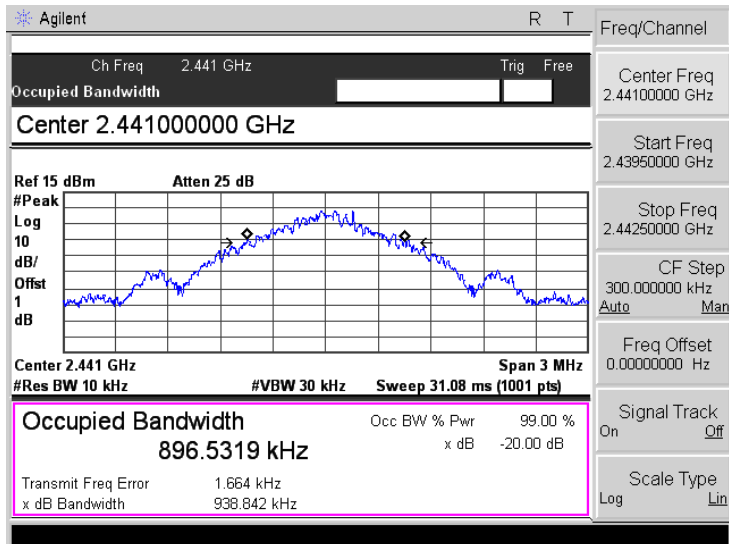 Agilent R T
Ch Freq 2.441 GHz Trig Free
Occupied Bandwidth
Center 2.441000000 GHz
Ref 15 dBm Atten 25 dB
#Peak
Log
10
dB/
Offst
1
dB
Center 2.441 GHz Span 3 MHz
#Res BW 10 kHz #VBW 30 kHz Sweep 31.08 ms (1001 pts)
Occupied Bandwidth Occ BW % Pwr 99.00 %
896.5319 kHz x dB -20.00 dB
Transmit Freq Error 1.664 kHz
x dB Bandwidth 938.842 kHz
Freq/Channel
Center Freq
2.44100000 GHz
Start Freq
2.43950000 GHz
Stop Freq
2.44250000 GHz
CF Step
300.000000 kHz
Auto Man
Freq Offset
0.00000000 Hz
Signal Track
On Off
Scale Type
Log Lin